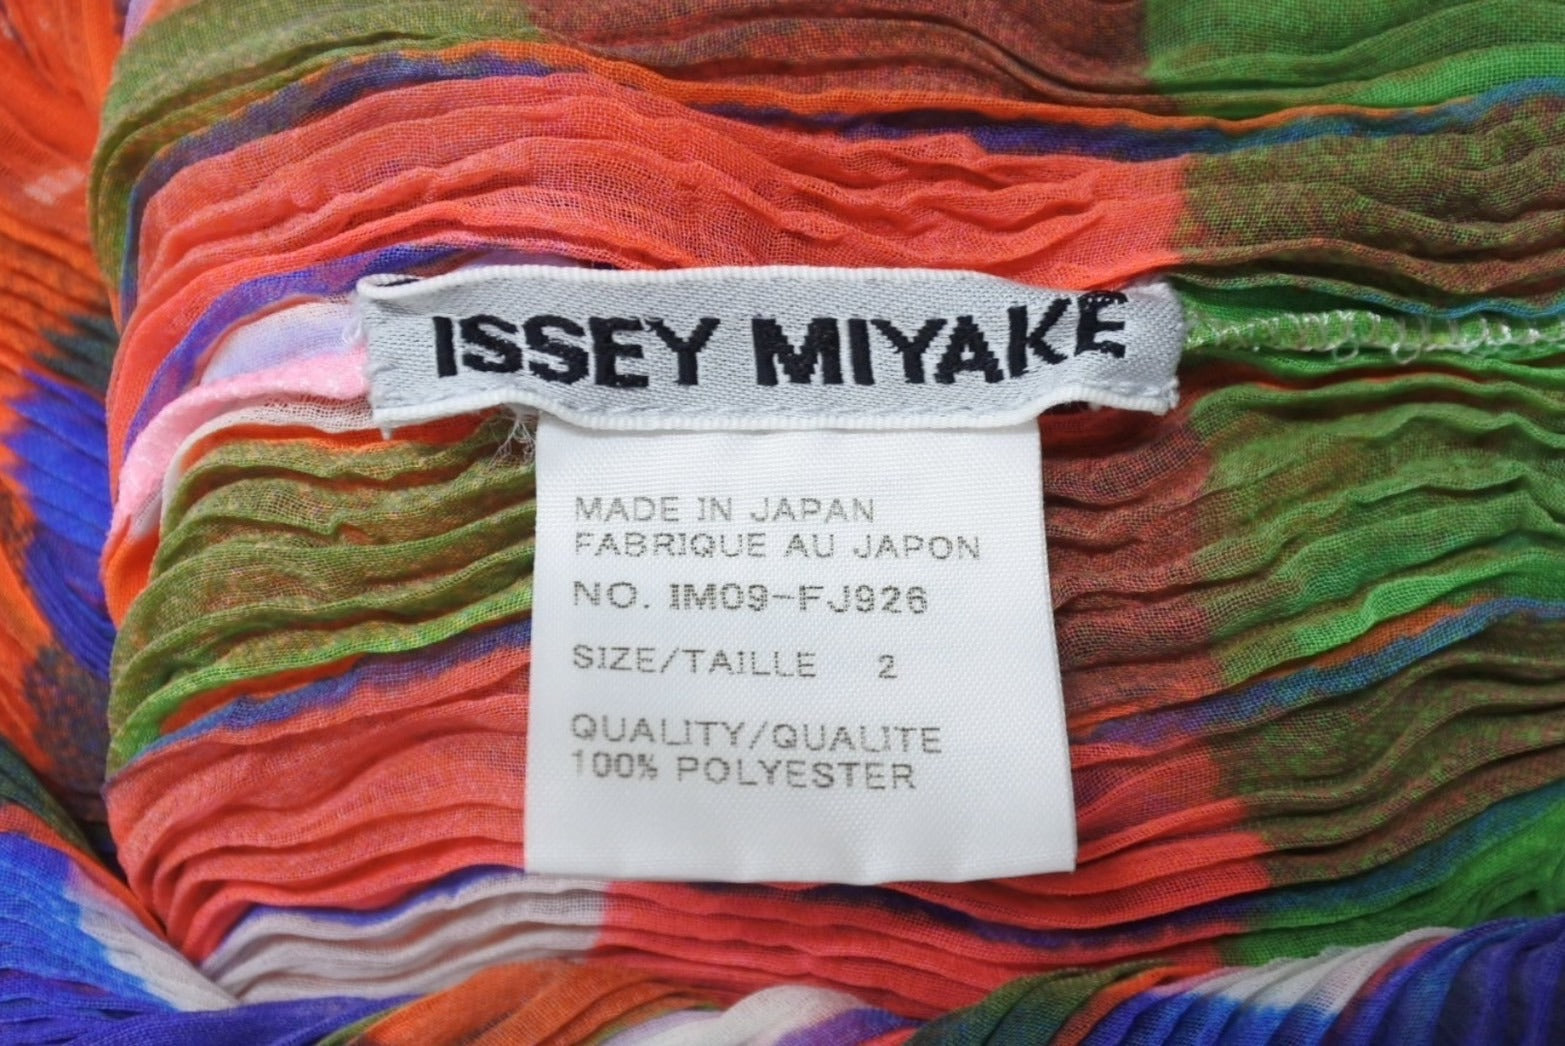 ISSEY MIYAKE
MADE IN JAPAN
FABRIQUE AU JAPON
NO. IM09-FJ926
SIZE/TAILLE 2
QUALITY/QUALITE
100% POLYESTER